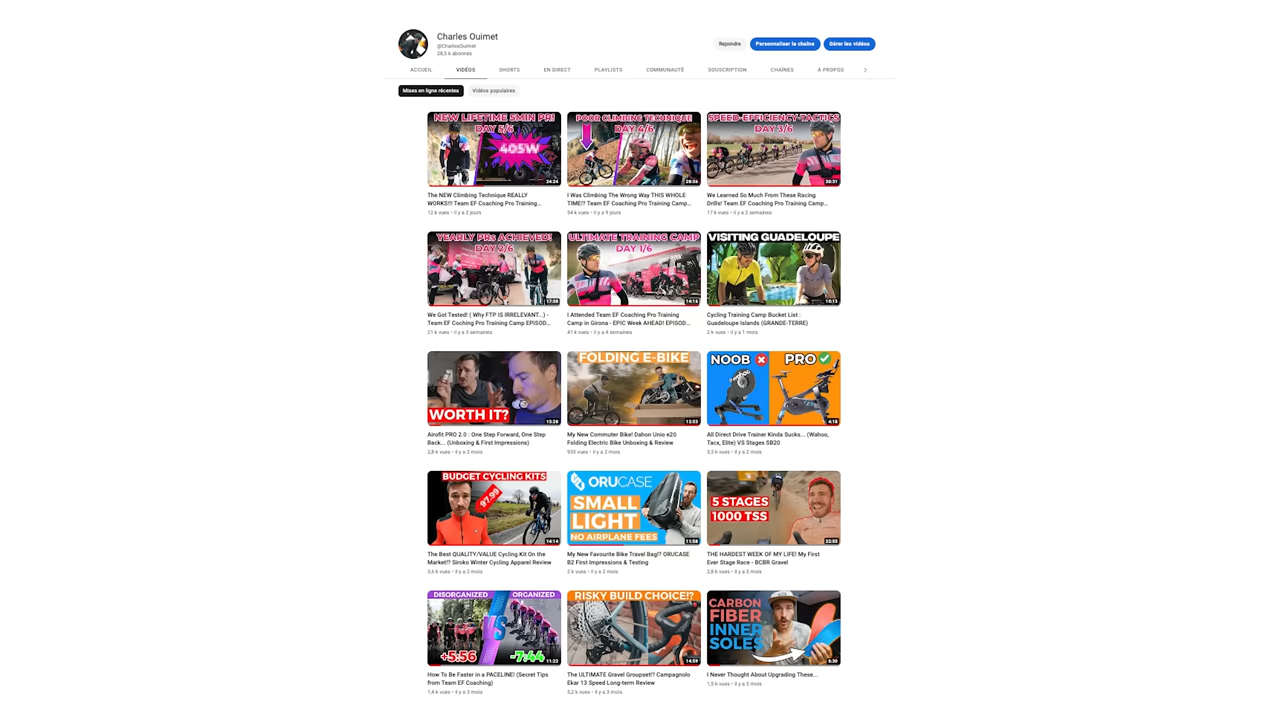 Charles Ouimet
@CharlesOuimet
28,5 k abonnés
Rejoindre
Personnaliser la chaîne
Gérer les vidéos
ACCUEIL VIDÉOS SHORTS EN DIRECT PLAYLISTS COMMUNAUTÉ SOUSCRIPTION CHAÎNES À PROPOS
Mises en ligne récentes
Vidéos populaires
NEW LIFETIME 5MIN PR!
DAY 5/6
405W
24:24
The NEW Climbing Technique REALLY
WORKS!!! Team EF Coaching Pro Training...
12 k vues • il y a 2 jours
POOR CLIMBING TECHNIQUE
DAY 4/6
28:56
I Was Climbing The Wrong Way THIS WHOLE
TIME!? Team EF Coaching Pro Training Camp...
54 k vues • il y a 9 jours
SPEED-EFFICIENCY-TACTICS
DAY 3/6
30:31
We Learned So Much From These Racing
Drills! Team EF Coaching Pro Training Camp...
17 k vues • il y a 2 semaines
YEARLY PRs ACHIEVED!
DAY 2/6
17:38
We Got Tested! ( Why FTP IS IRRELEVANT...) -
Team EF Coching Pro Training Camp EPISOD...
21 k vues • il y a 3 semaines
ULTIMATE TRAINING CAMP
DAY 1/6
14:16
I Attended Team EF Coaching Pro Training
Camp in Girona - EPIC Week AHEAD! EPISOD...
41 k vues • il y a 4 semaines
VISITING GUADELOUPE
10:13
Cycling Training Camp Bucket List :
Guadeloupe Islands (GRANDE-TERRE)
2 k vues • il y a 1 mois
WORTH IT?
13:28
Airofit PRO 2.0 : One Step Forward, One Step
Back... (Unboxing & First Impressions)
2,8 k vues • il y a 2 mois
FOLDING E-BIKE
12:03
My New Commuter Bike! Dahon Unio e20
Folding Electric Bike Unboxing & Review
933 vues • il y a 2 mois
NOOB
PRO
4:18
All Direct Drive Trainer Kinda Sucks... (Wahoo,
Tacx, Elite) VS Stages SB20
3,3 k vues • il y a 2 mois
BUDGET CYCLING KITS
97.99
14:14
The Best QUALITY/VALUE Cycling Kit On the
Market!? Siroko Winter Cycling Apparel Review
3,6 k vues • il y a 2 mois
ORUCASE
SMALL
LIGHT
NO AIRPLANE FEES
11:58
My New Favourite Bike Travel Bag!? ORUCASE
B2 First Impressions & Testing
2 k vues • il y a 2 mois
5 STAGES
1000 TSS
22:55
THE HARDEST WEEK OF MY LIFE! My First
Ever Stage Race - BCBR Gravel
2,8 k vues • il y a 3 mois
DISORGANIZED
ORGANIZED
VS
+5:56
-7:44
11:22
How To Be Faster in a PACELINE! (Secret Tips
from Team EF Coaching)
1,4 k vues • il y a 3 mois
RISKY BUILD CHOICE!?
14:59
The ULTIMATE Gravel Groupset!? Campagnolo
Ekar 13 Speed Long-term Review
5,2 k vues • il y a 3 mois
CARBON
FIBER
INNER
SOLES
6:30
I Never Thought About Upgrading These...
1,5 k vues • il y a 3 mois